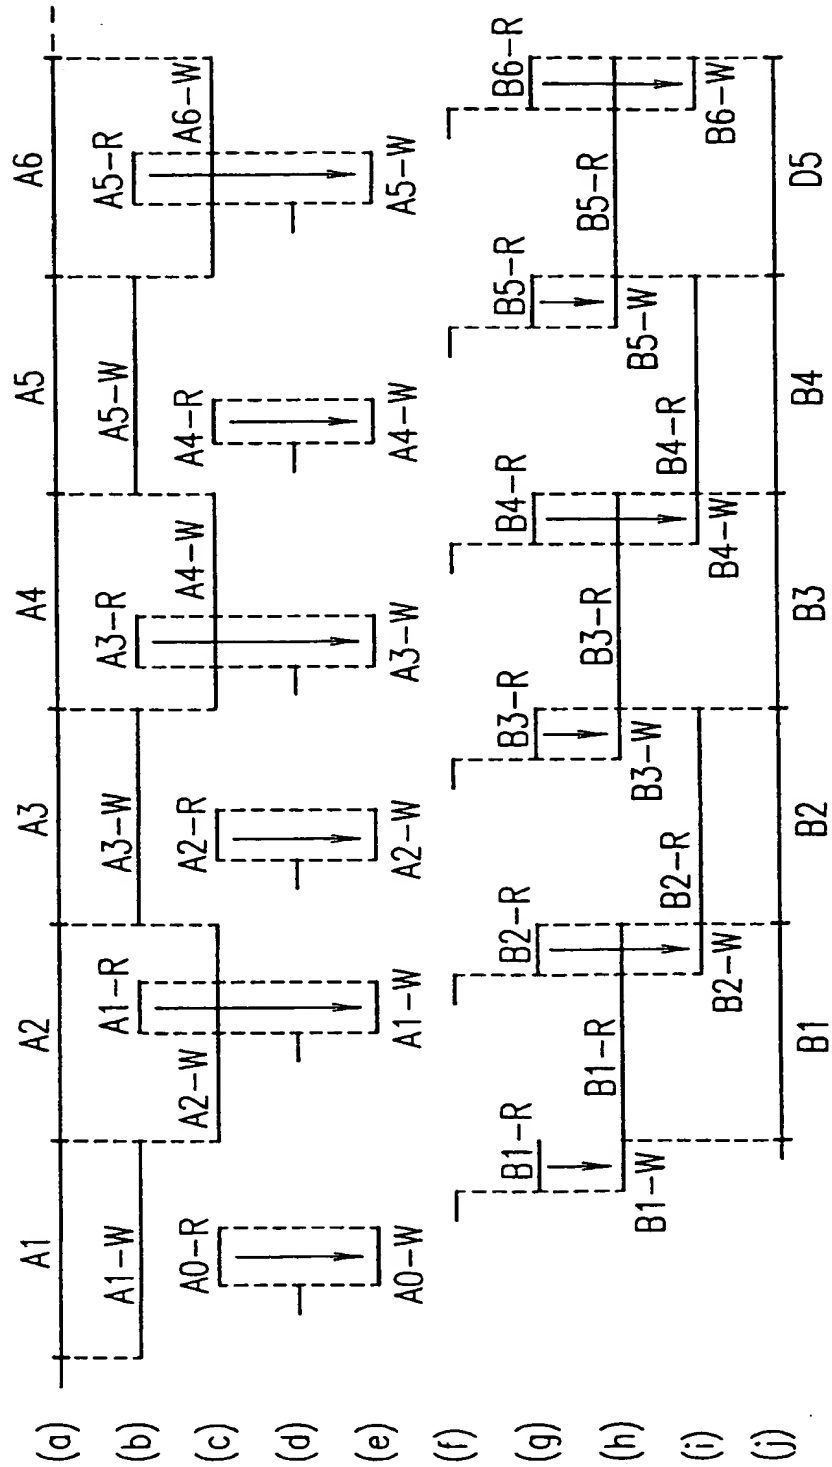 (a) A1 A2 A3 A4 A5 A6
(b) A1-W A1-R A3-W A3-R A5-W A5-R
(c) A0-R A2-W A2-R A4-W A4-R A6-W
(d)
(e) A0-W A1-W A2-W A3-W A4-W A5-W
(f)
(g) B1-R B2-R B3-R B4-R B5-R B6-R
(h) B1-W B1-R B3-W B3-R B5-W B5-R
(i) B2-W B2-R B4-W B4-R B6-W
(j) B1 B2 B3 B4 D5